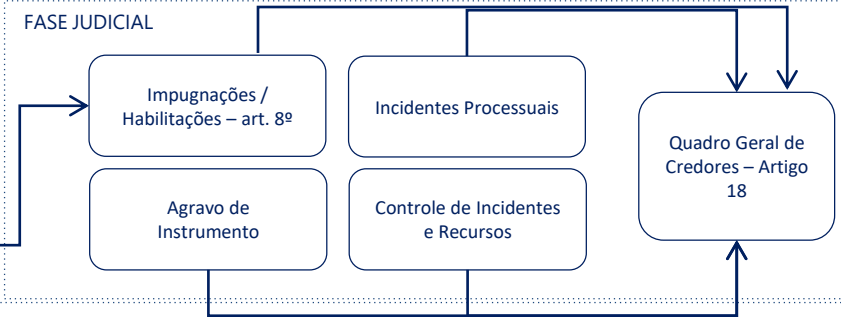 FASE JUDICIAL
Impugnações /
Habilitações – art. 8º
Incidentes Processuais
Quadro Geral de
Credores – Artigo
18
Agravo de
Instrumento
Controle de Incidentes
e Recursos